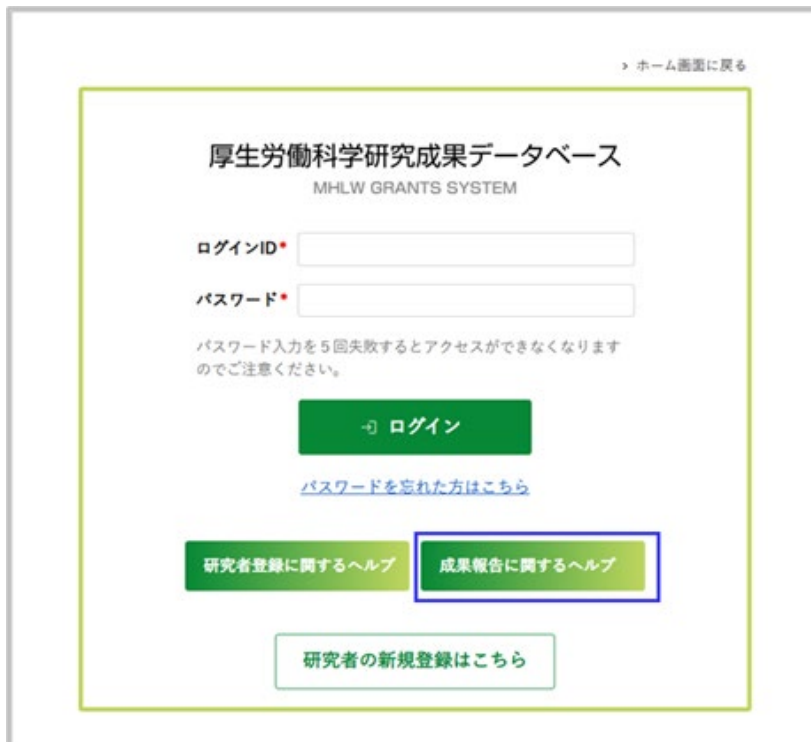 › ホーム画面に戻る
厚生労働科学研究成果データベース
MHLW GRANTS SYSTEM
ログインID*
パスワード*
パスワード入力を5回失敗するとアクセスができなくなります
のでご注意ください。
ログイン
パスワードを忘れた方はこちら
研究者登録に関するヘルプ 成果報告に関するヘルプ
研究者の新規登録はこちら